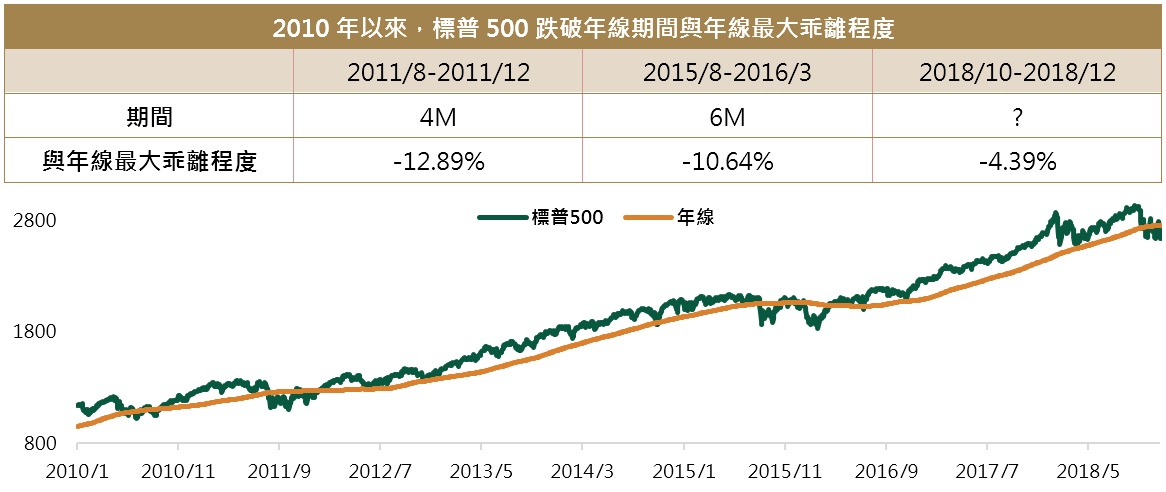 2010 年以來，標普 500 跌破年線期間與年線最大乖離程度
2011/8-2011/12 2015/8-2016/3 2018/10-2018/12
期間 4M 6M ?
與年線最大乖離程度 -12.89% -10.64% -4.39%
標普500 年線
2800
1800
800
2010/1 2010/11 2011/9 2012/7 2013/5 2014/3 2015/1 2015/11 2016/9 2017/7 2018/5